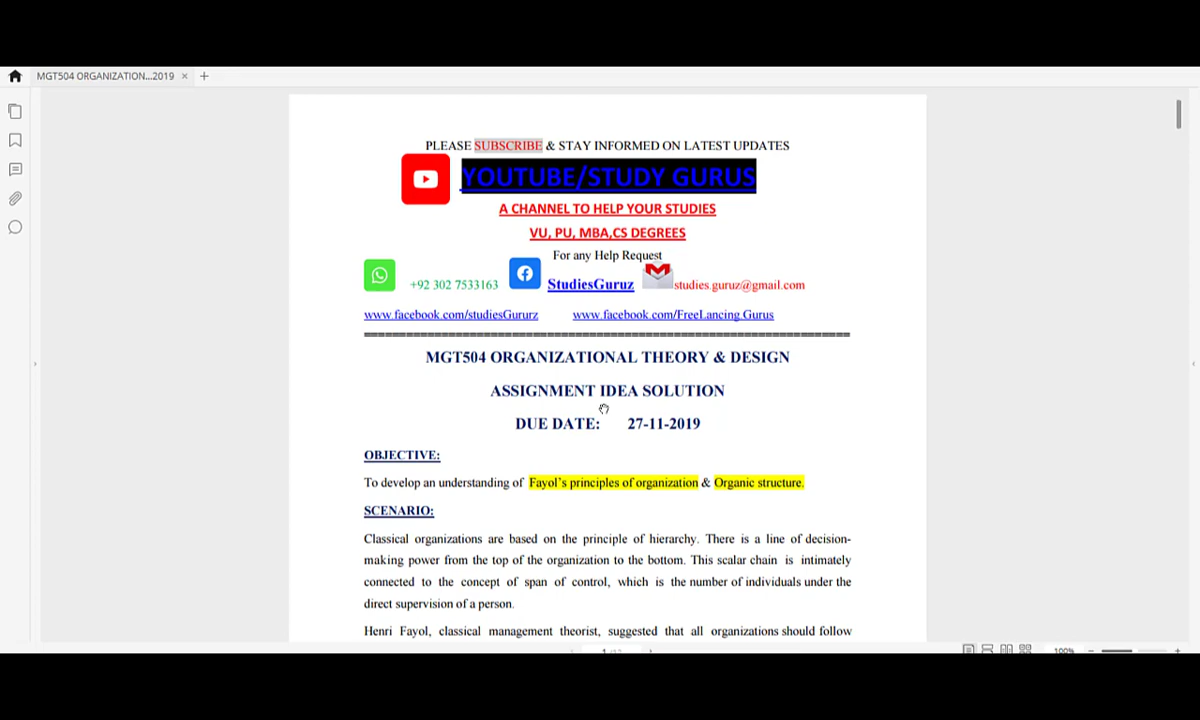 MGT504 ORGANIZATION...2019
PLEASE SUBSCRIBE & STAY INFORMED ON LATEST UPDATES
YOUTUBE/STUDY GURUS
A CHANNEL TO HELP YOUR STUDIES
VU, PU, MBA,CS DEGREES
For any Help Request
+92 302 7533163 StudiesGuruz studies.guruz@gmail.com
www.facebook.com/studiesGururz www.facebook.com/FreeLancing.Gurus
MGT504 ORGANIZATIONAL THEORY & DESIGN
ASSIGNMENT IDEA SOLUTION
DUE DATE: 27-11-2019
OBJECTIVE:
To develop an understanding of Fayol's principles of organization & Organic structure.
SCENARIO:
Classical organizations are based on the principle of hierarchy. There is a line of decision-
making power from the top of the organization to the bottom. This scalar chain is intimately
connected to the concept of span of control, which is the number of individuals under the
direct supervision of a person.
Henri Fayol, classical management theorist, suggested that all organizations should follow
100%